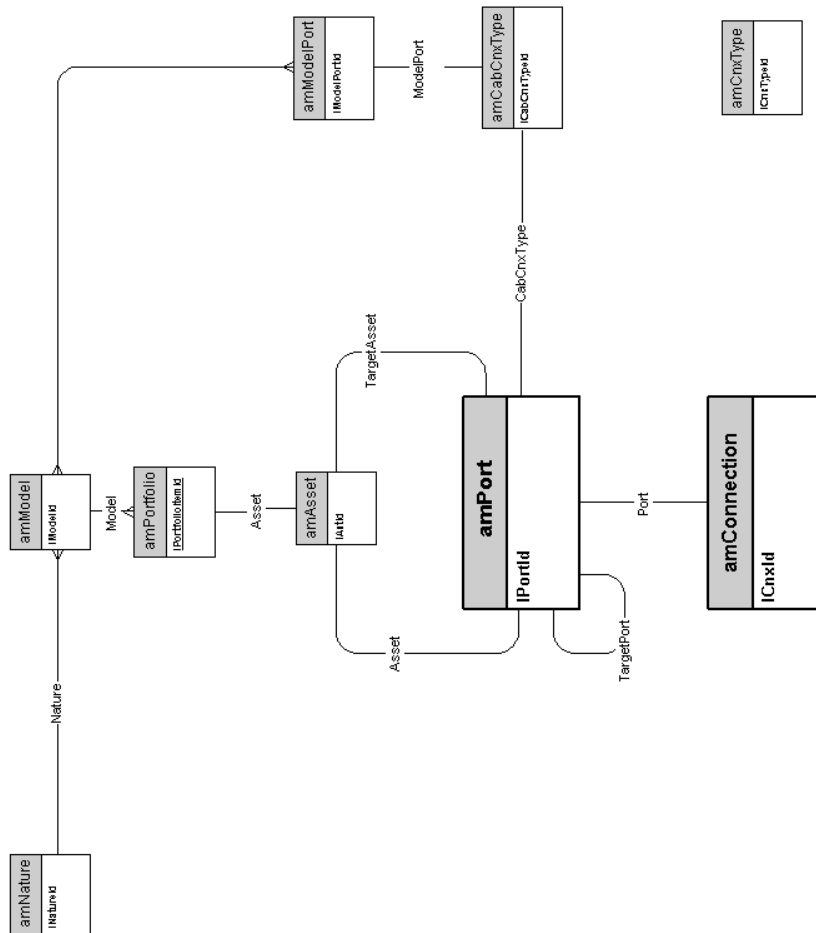 amNature
lNatureId
Nature
amModel
lModelId
Model
amPortfolio
lPortfolioItemId
Asset
amAsset
lAstId
Asset
TargetAsset
amModelPort
lModelPortId
ModelPort
amCabCnxType
lCabCnxTypeId
CabCnxType
amPort
lPortId
TargetPort
Port
amConnection
lCnxId
amCnxType
lCnxTypeId